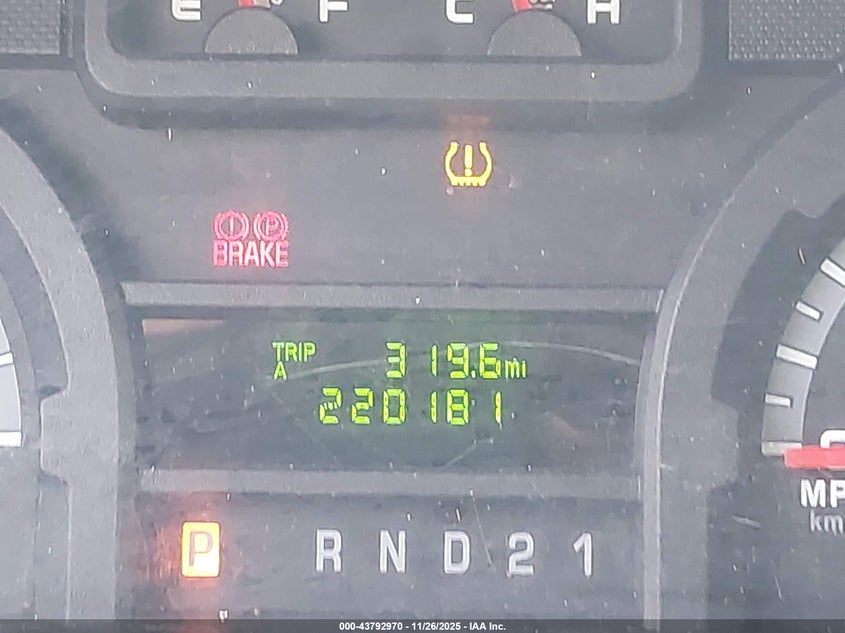 E F C H
BRAKE
TRIP A 319.6 mi
220181
P R N D 2 1
MP
km
000-43792970 - 11/26/2025 - IAA Inc.